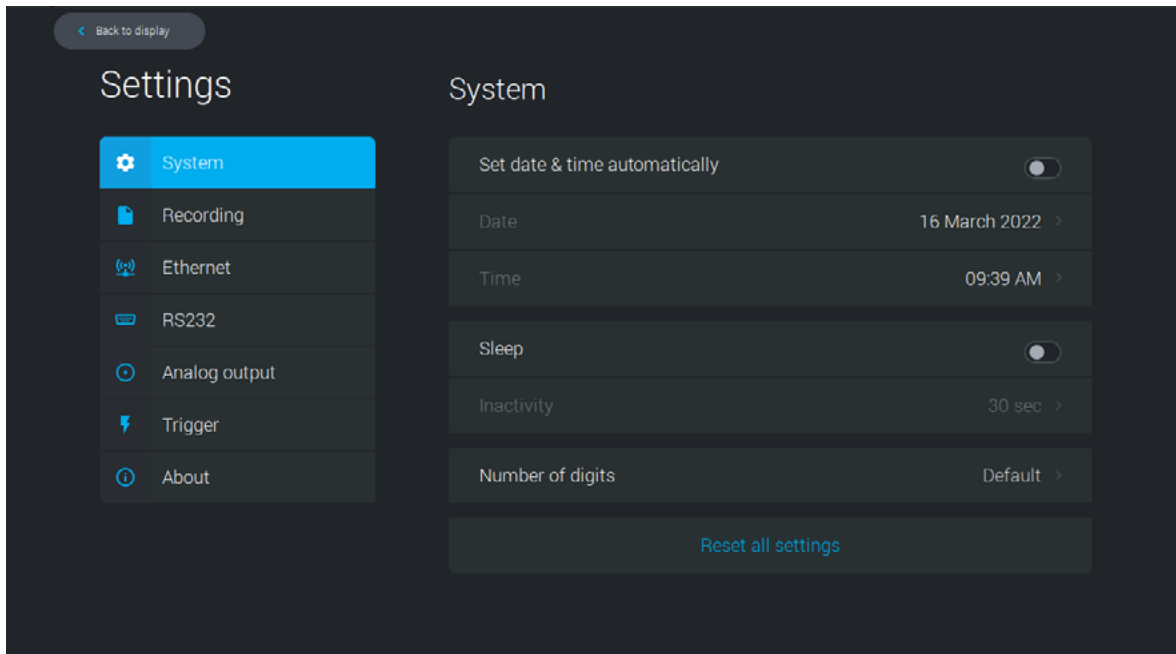 Back to display
Settings
System
Recording
Ethernet
RS232
Analog output
Trigger
About
System
Set date & time automatically
Date 16 March 2022
Time 09:39 AM
Sleep
Inactivity 30 sec
Number of digits Default
Reset all settings